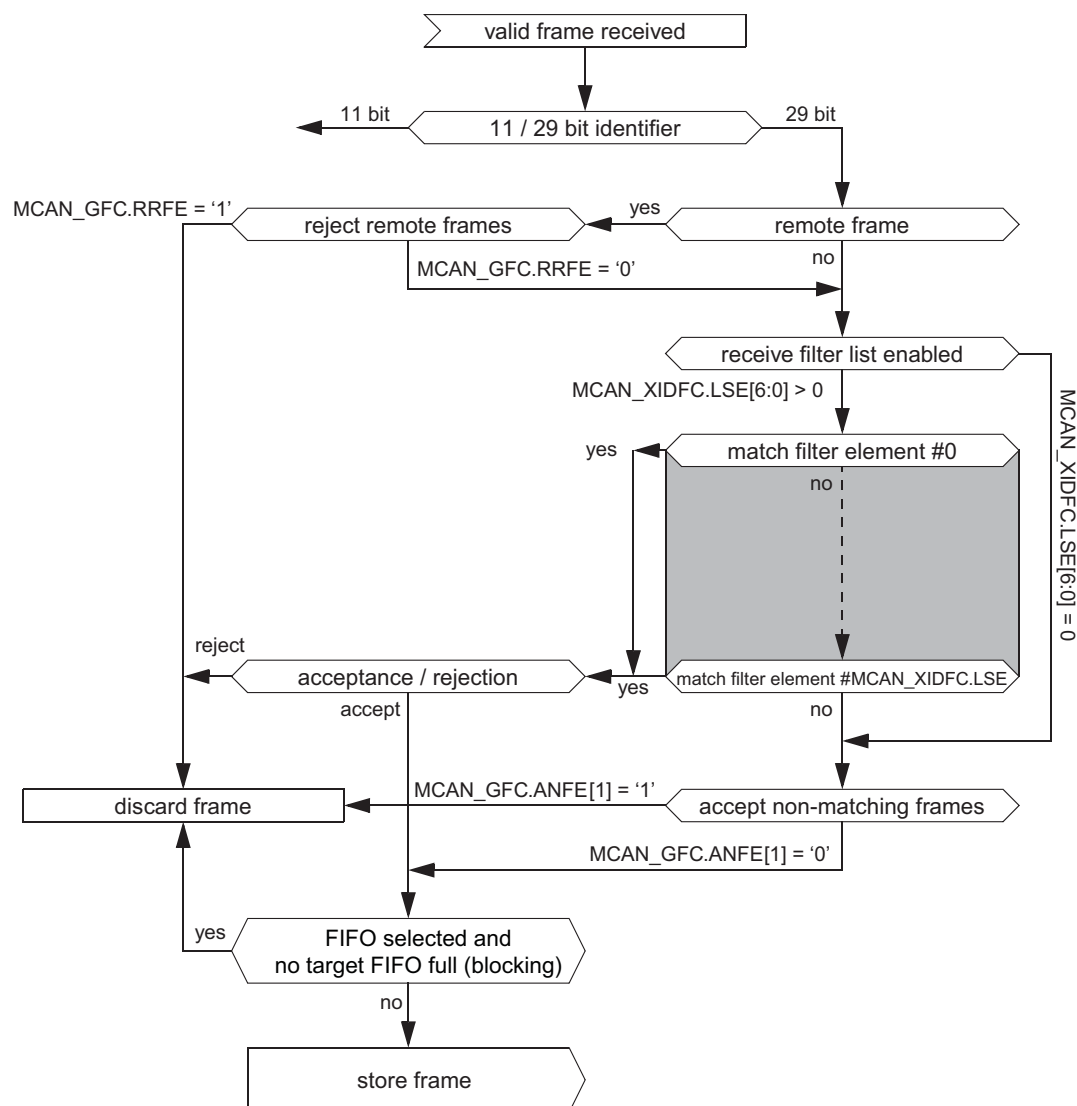 valid frame received
11 bit
11 / 29 bit identifier
29 bit
MCAN_GFC.RRFE = ‘1’
reject remote frames
yes
remote frame
MCAN_GFC.RRFE = ‘0’
no
receive filter list enabled
MCAN_XIDFC.LSE[6:0] > 0
MCAN_XIDFC.LSE[6:0] = 0
yes
match filter element #0
no
reject
acceptance / rejection
yes
match filter element #MCAN_XIDFC.LSE
accept
no
discard frame
MCAN_GFC.ANFE[1] = ‘1’
accept non-matching frames
MCAN_GFC.ANFE[1] = ‘0’
yes
FIFO selected and
no target FIFO full (blocking)
no
store frame